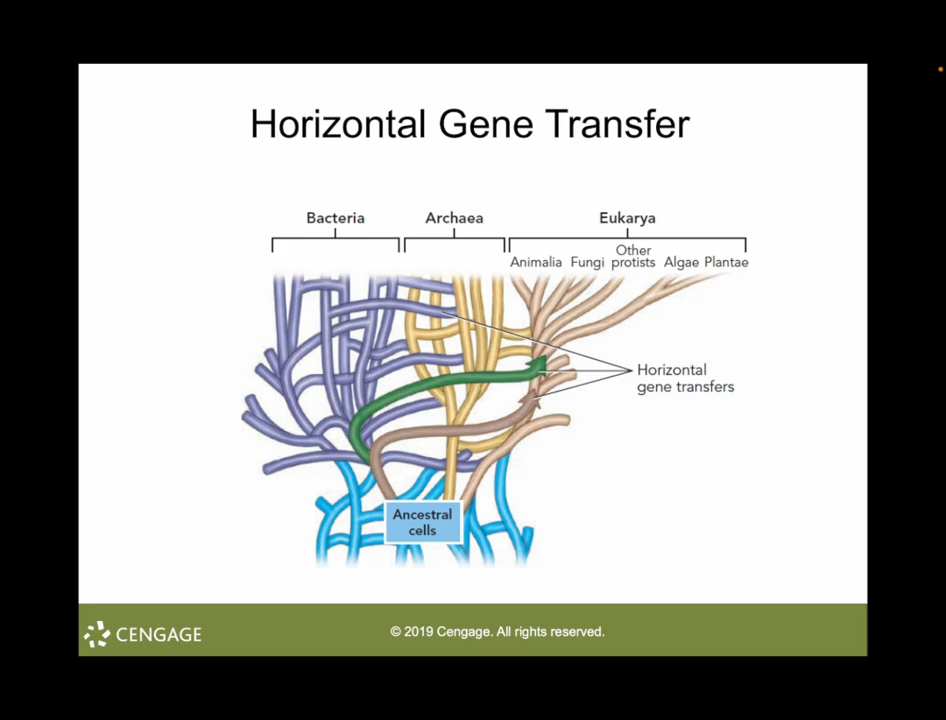 Horizontal Gene Transfer
Bacteria Archaea Eukarya
Other
Animalia Fungi protists Algae Plantae
Horizontal
gene transfers
Ancestral
cells
CENGAGE
© 2019 Cengage. All rights reserved.